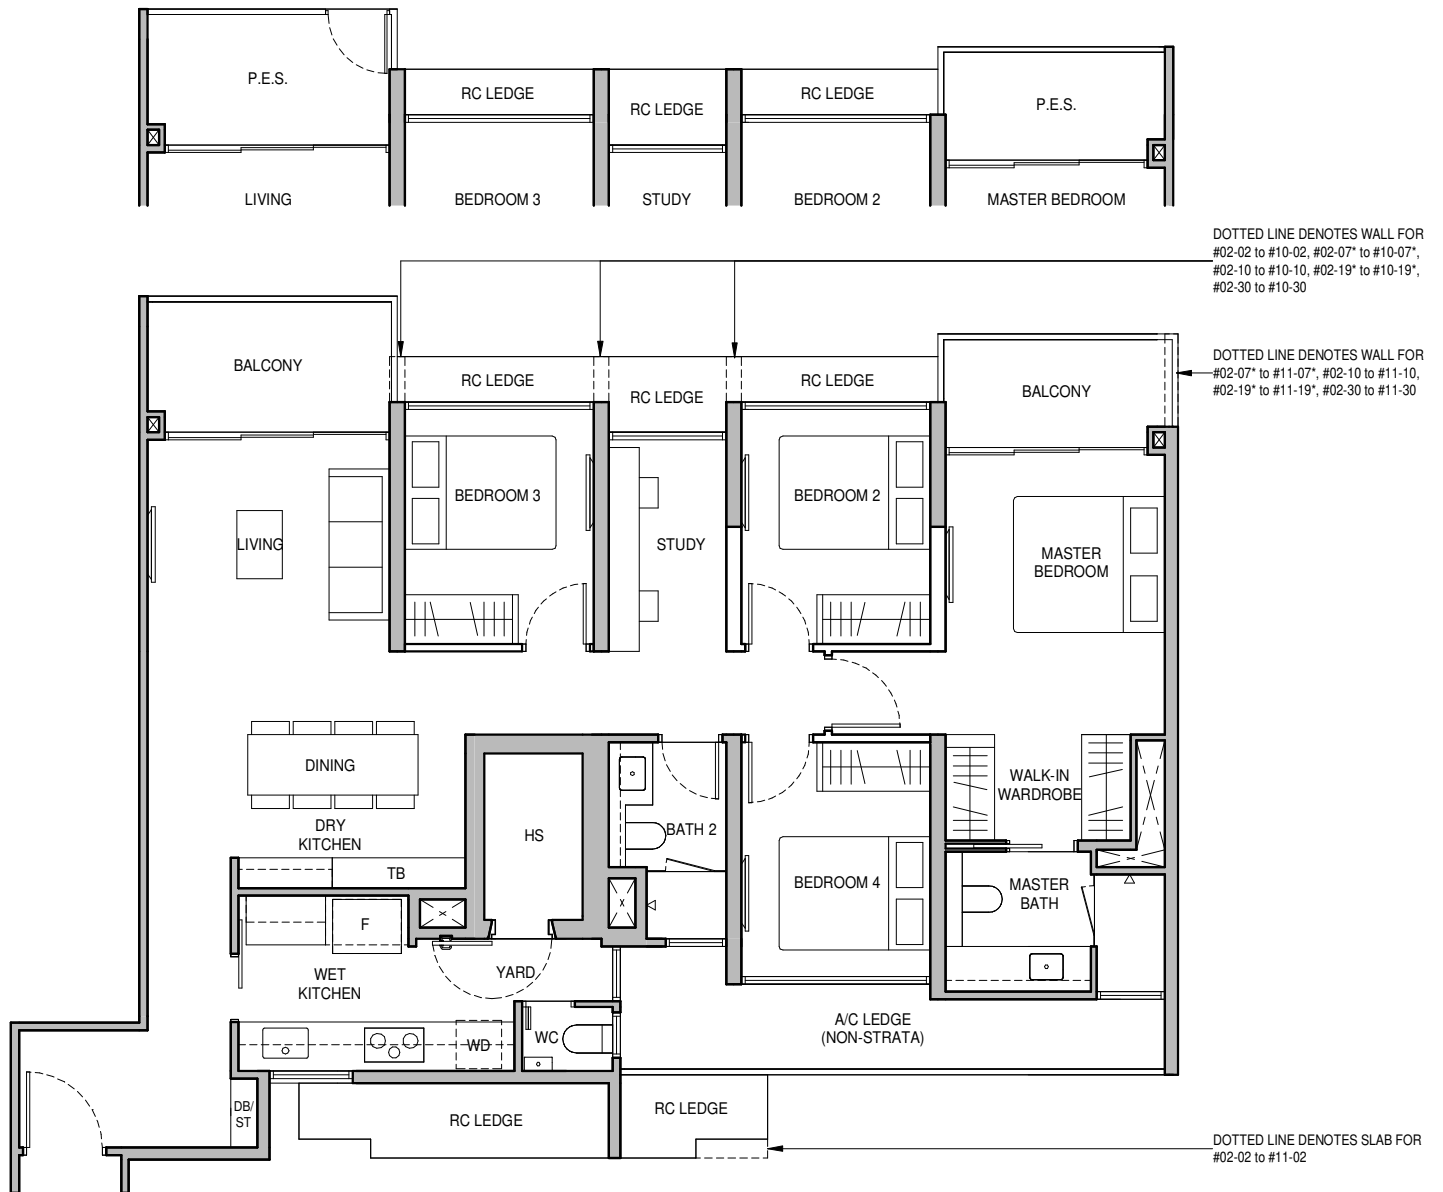 P.E.S.
RC LEDGE
RC LEDGE
RC LEDGE
P.E.S.
LIVING
BEDROOM 3
STUDY
BEDROOM 2
MASTER BEDROOM
DOTTED LINE DENOTES WALL FOR
#02-02 to #10-02, #02-07* to #10-07*,
#02-10 to #10-10, #02-19* to #10-19*,
#02-30 to #10-30
BALCONY
RC LEDGE
RC LEDGE
RC LEDGE
BALCONY
DOTTED LINE DENOTES WALL FOR
#02-07* to #11-07*, #02-10 to #11-10,
#02-19* to #11-19*, #02-30 to #11-30
LIVING
BEDROOM 3
STUDY
BEDROOM 2
MASTER
BEDROOM
DINING
DRY
KITCHEN
TB
HS
BATH 2
BEDROOM 4
WALK-IN
WARDROBE
MASTER
BATH
F
WET
KITCHEN
YARD
WD
WC
A/C LEDGE
(NON-STRATA)
DB/
ST
RC LEDGE
RC LEDGE
DOTTED LINE DENOTES SLAB FOR
#02-02 to #11-02